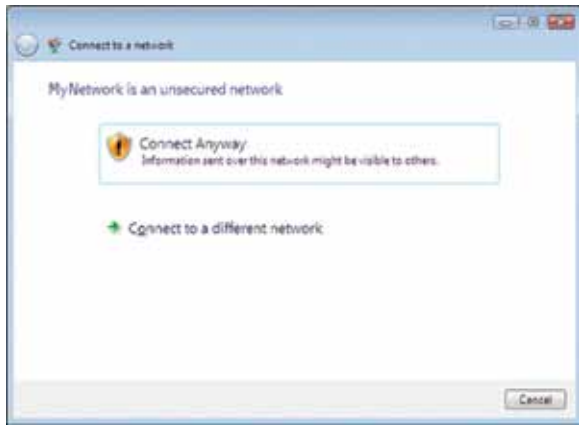 Connect to a network
MyNetwork is an unsecured network
Connect Anyway
Information sent over this network might be visible to others.
Connect to a different network
Cancel